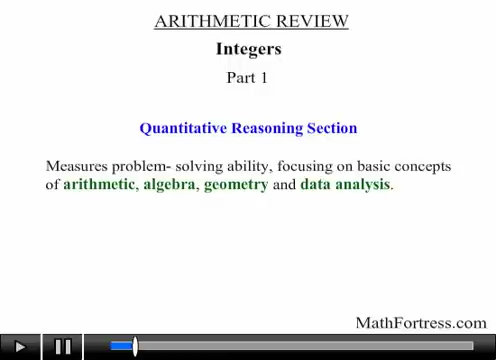 ARITHMETIC REVIEW
Integers
Part 1
Quantitative Reasoning Section
Measures problem- solving ability, focusing on basic concepts
of arithmetic, algebra, geometry and data analysis.
MathFortress.com